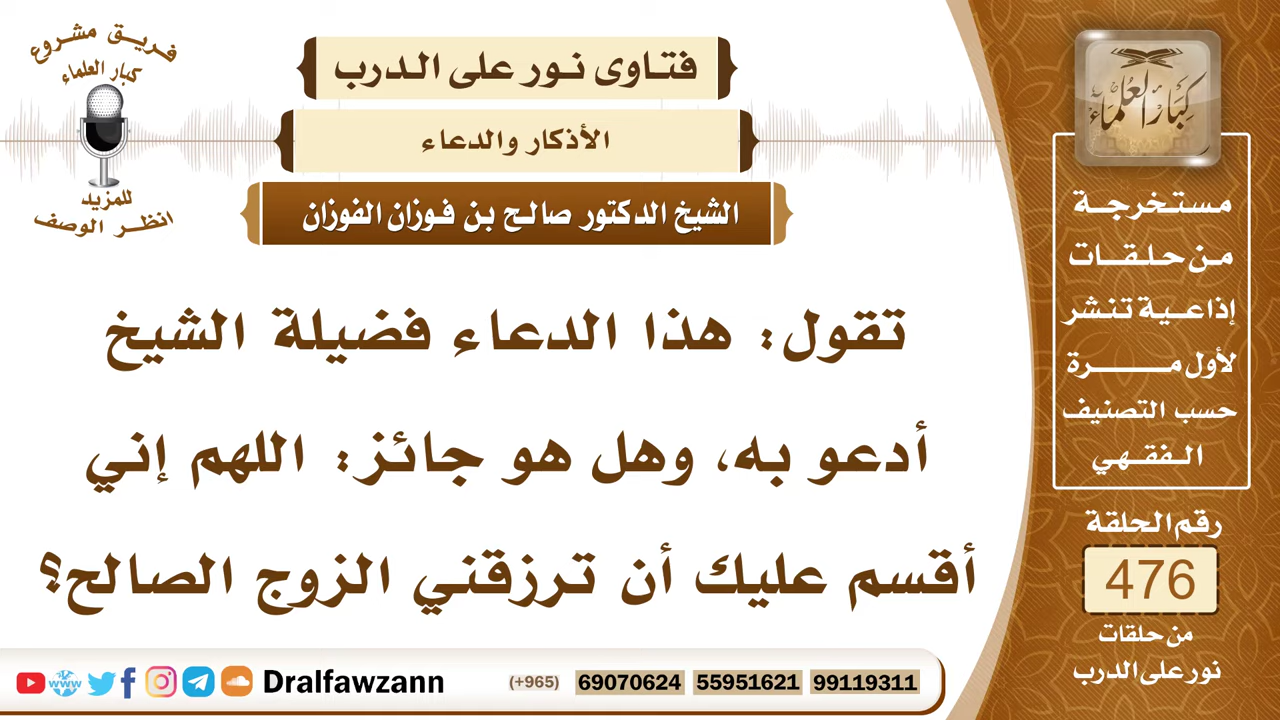 فريق مشروع
كبار العلماء
للمزيد
انظر الوصف
فتاوى نور على الدرب
الأذكار والدعاء
الشيخ الدكتور صالح بن فوزان الفوزان
تقول: هذا الدعاء فضيلة الشيخ
أدعو به، وهل هو جائز: اللهم إني
أقسم عليك أن ترزقني الزوج الصالح؟
كبار العلماء
مستخرجة
من حلقات
إذاعية تنشر
لأول مرة
حسب التصنيف
الفقهي
رقم الحلقة
476
من حلقات
نور على الدرب
www Dralfawzann (+965) 69070624 55951621 99119311